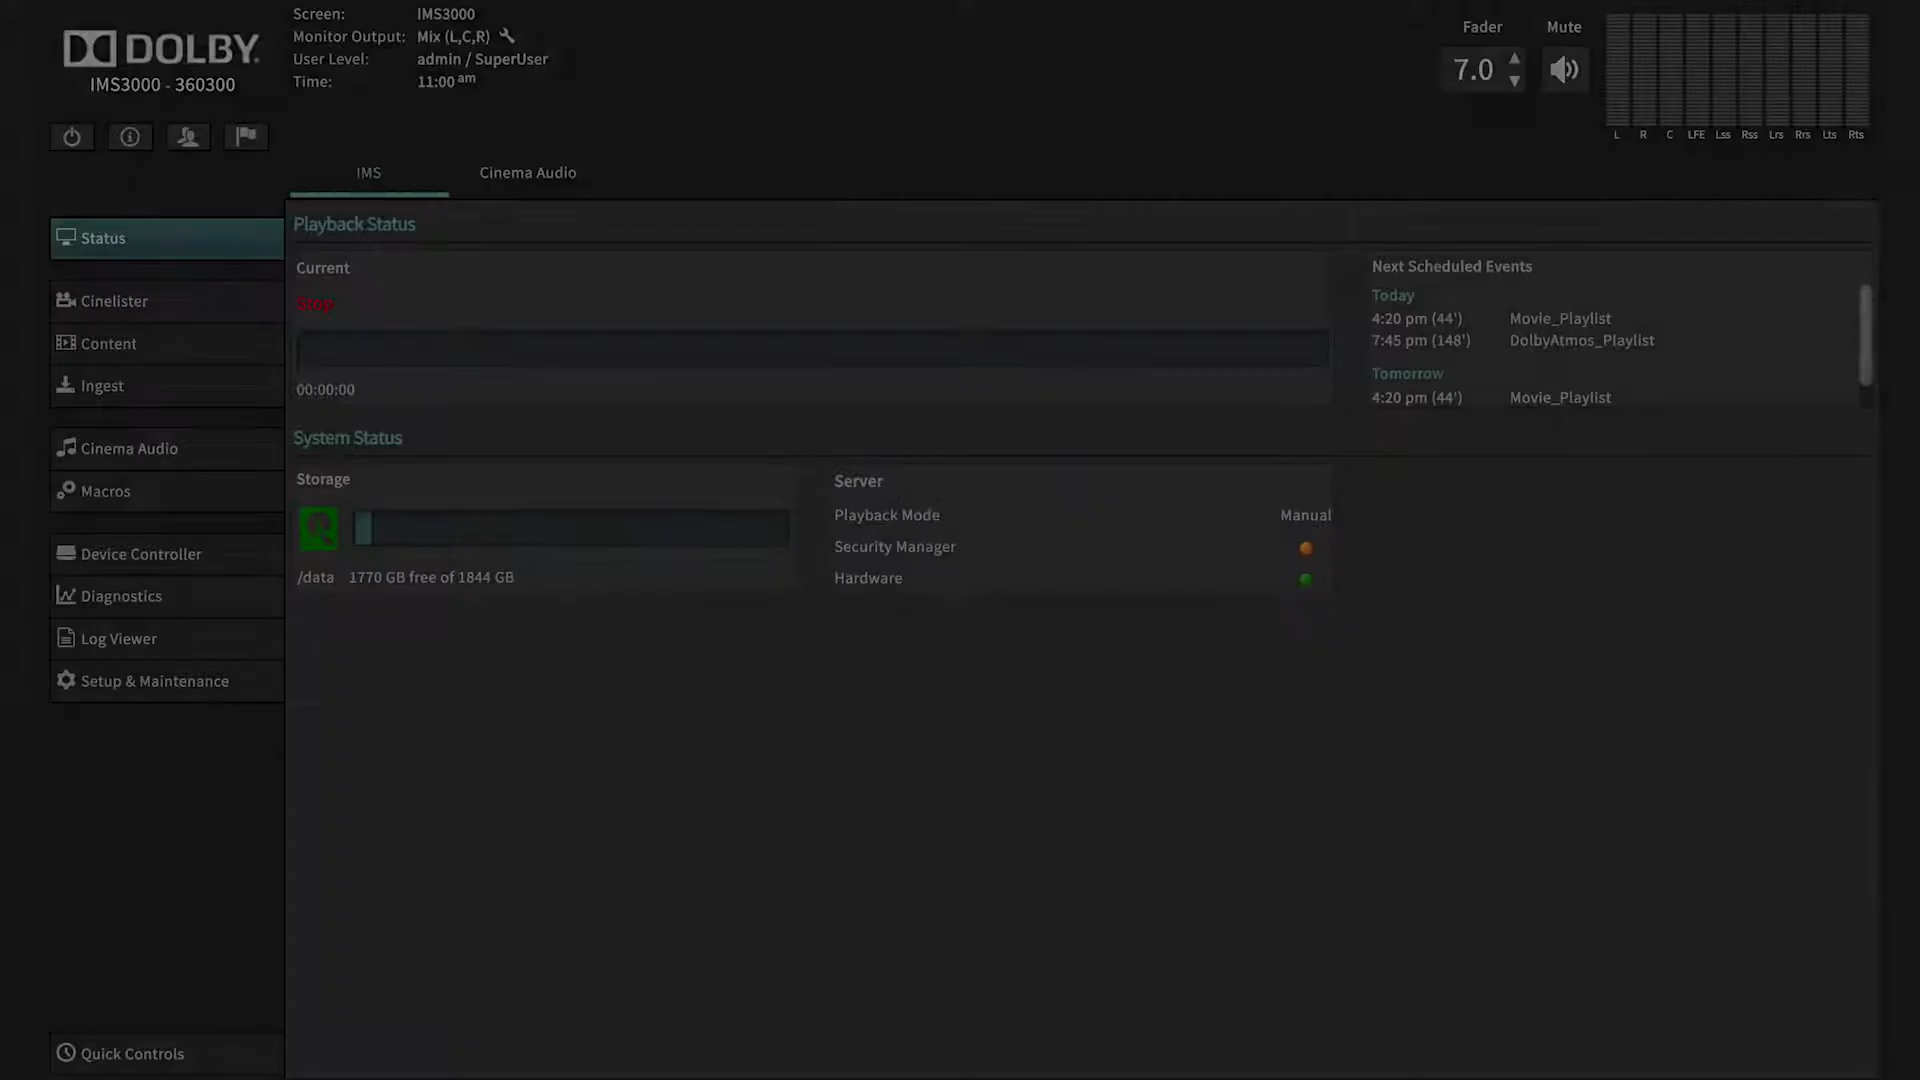 DOLBY
IMS3000 - 360300
Screen: IMS3000
Monitor Output: Mix (L,C,R)
User Level: admin / SuperUser
Time: 11:00 am
Fader
7.0
Mute
L R C LFE Lss Rss Lrs Rrs Lts Rts
IMS
Cinema Audio
Status
Cinelister
Content
Ingest
Cinema Audio
Macros
Device Controller
Diagnostics
Log Viewer
Setup & Maintenance
Quick Controls
Playback Status
Current
Stop
00:00:00
Next Scheduled Events
Today
4:20 pm (44') Movie_Playlist
7:45 pm (148') DolbyAtmos_Playlist
Tomorrow
4:20 pm (44') Movie_Playlist
System Status
Storage
/data 1770 GB free of 1844 GB
Server
Playback Mode Manual
Security Manager
Hardware